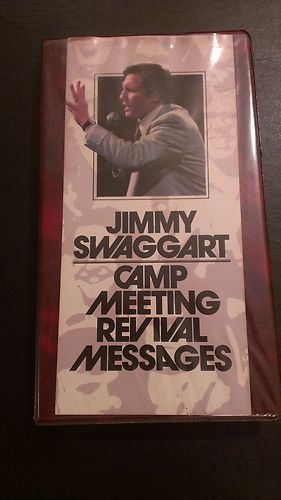 JIMMY
SWAGGART
CAMP
MEETING
REVIVAL
MESSAGES